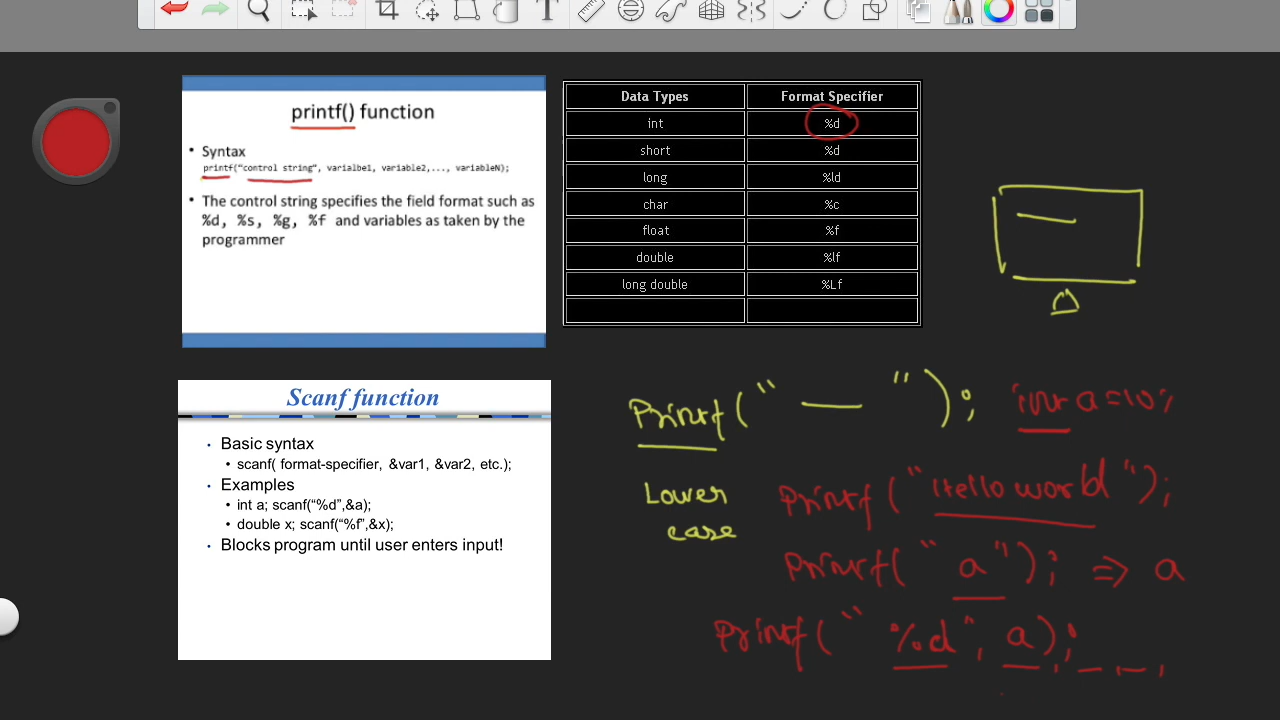 printf() function
• Syntax
printf("control string", varialbe1, variable2,..., variableN);
• The control string specifies the field format such as
%d, %s, %g, %f and variables as taken by the
programmer
Data Types Format Specifier
int %d
short %d
long %ld
char %c
float %f
double %lf
long double %Lf
Scanf function
• Basic syntax
• scanf( format-specifier, &var1, &var2, etc.);
• Examples
• int a; scanf(“%d”,&a);
• double x; scanf(“%f”,&x);
• Blocks program until user enters input!
Printf(" — "); int a=10;
Lower
case
Printf("Hello world");
Printf("a"); => a
Printf("%d", a);